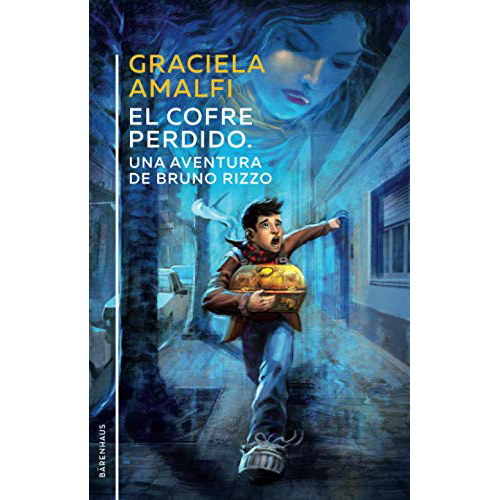 GRACIELA
AMALFI
EL COFRE
PERDIDO.
UNA AVENTURA
DE BRUNO RIZZO
BÄRENHAUS